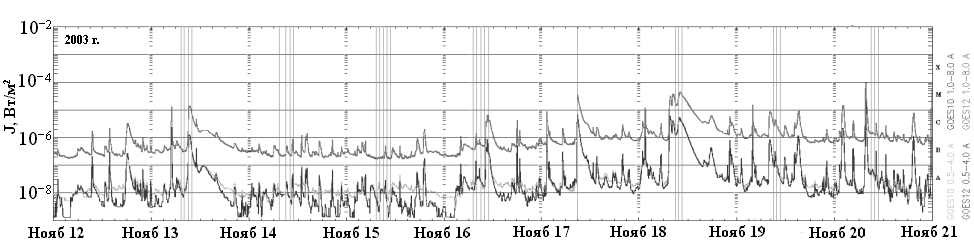 10⁻²
2003 г.
10⁻⁴
J, Вт/м²
10⁻⁶
10⁻⁸
X
M
C
B
A
GOES10 1.0-8.0 A
GOES12 1.0-8.0 A
GOES10 0.5-4.0 A
GOES12 0.5-4.0 A
Нояб 12 Нояб 13 Нояб 14 Нояб 15 Нояб 16 Нояб 17 Нояб 18 Нояб 19 Нояб 20 Нояб 21